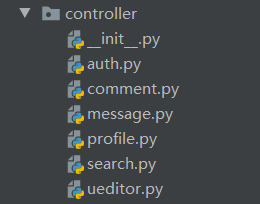 controller
__init__.py
auth.py
comment.py
message.py
profile.py
search.py
ueditor.py